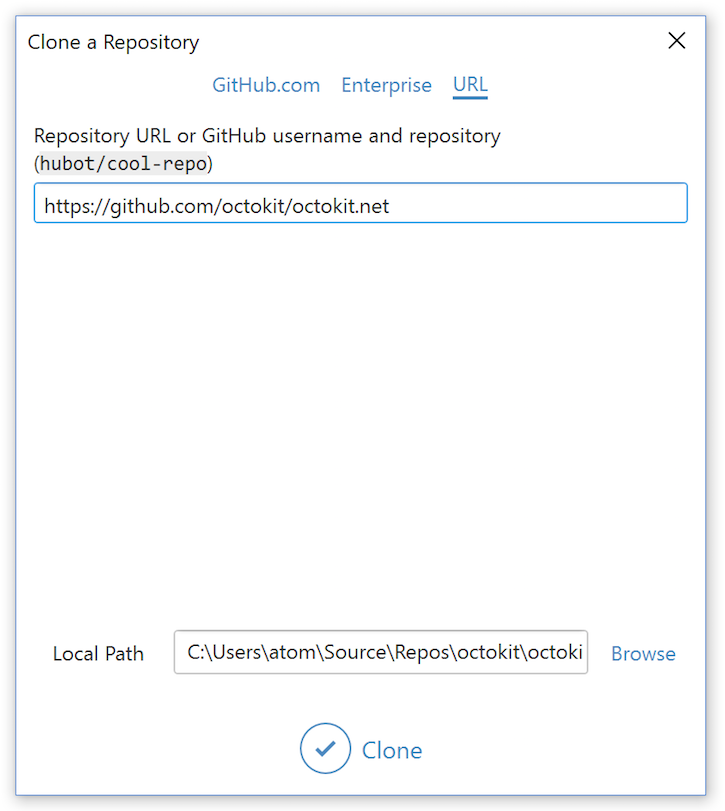 Clone a Repository
GitHub.com Enterprise URL
Repository URL or GitHub username and repository
(hubot/cool-repo)
https://github.com/octokit/octokit.net
Local Path C:\Users\atom\Source\Repos\octokit\octoki Browse
Clone